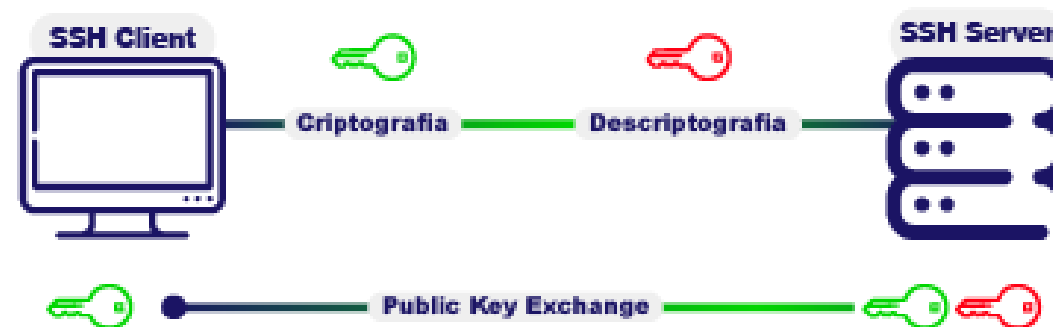 SSH Client
SSH Server
Criptografia
Descriptografia
Public Key Exchange